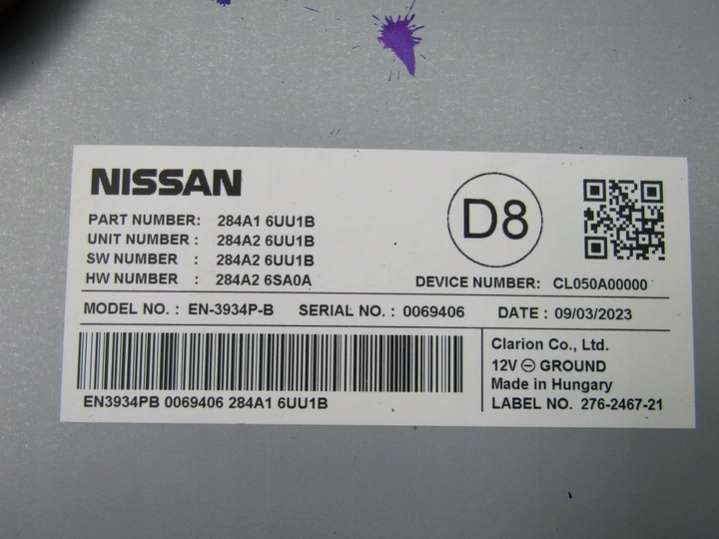 NISSAN
D8
PART NUMBER: 284A1 6UU1B
UNIT NUMBER : 284A2 6UU1B
SW NUMBER : 284A2 6UU1B
HW NUMBER : 284A2 6SA0A
DEVICE NUMBER: CL050A00000
MODEL NO. : EN-3934P-B SERIAL NO. : 0069406 DATE : 09/03/2023
EN3934PB 0069406 284A1 6UU1B
Clarion Co., Ltd.
12V ⊖ GROUND
Made in Hungary
LABEL NO. 276-2467-21